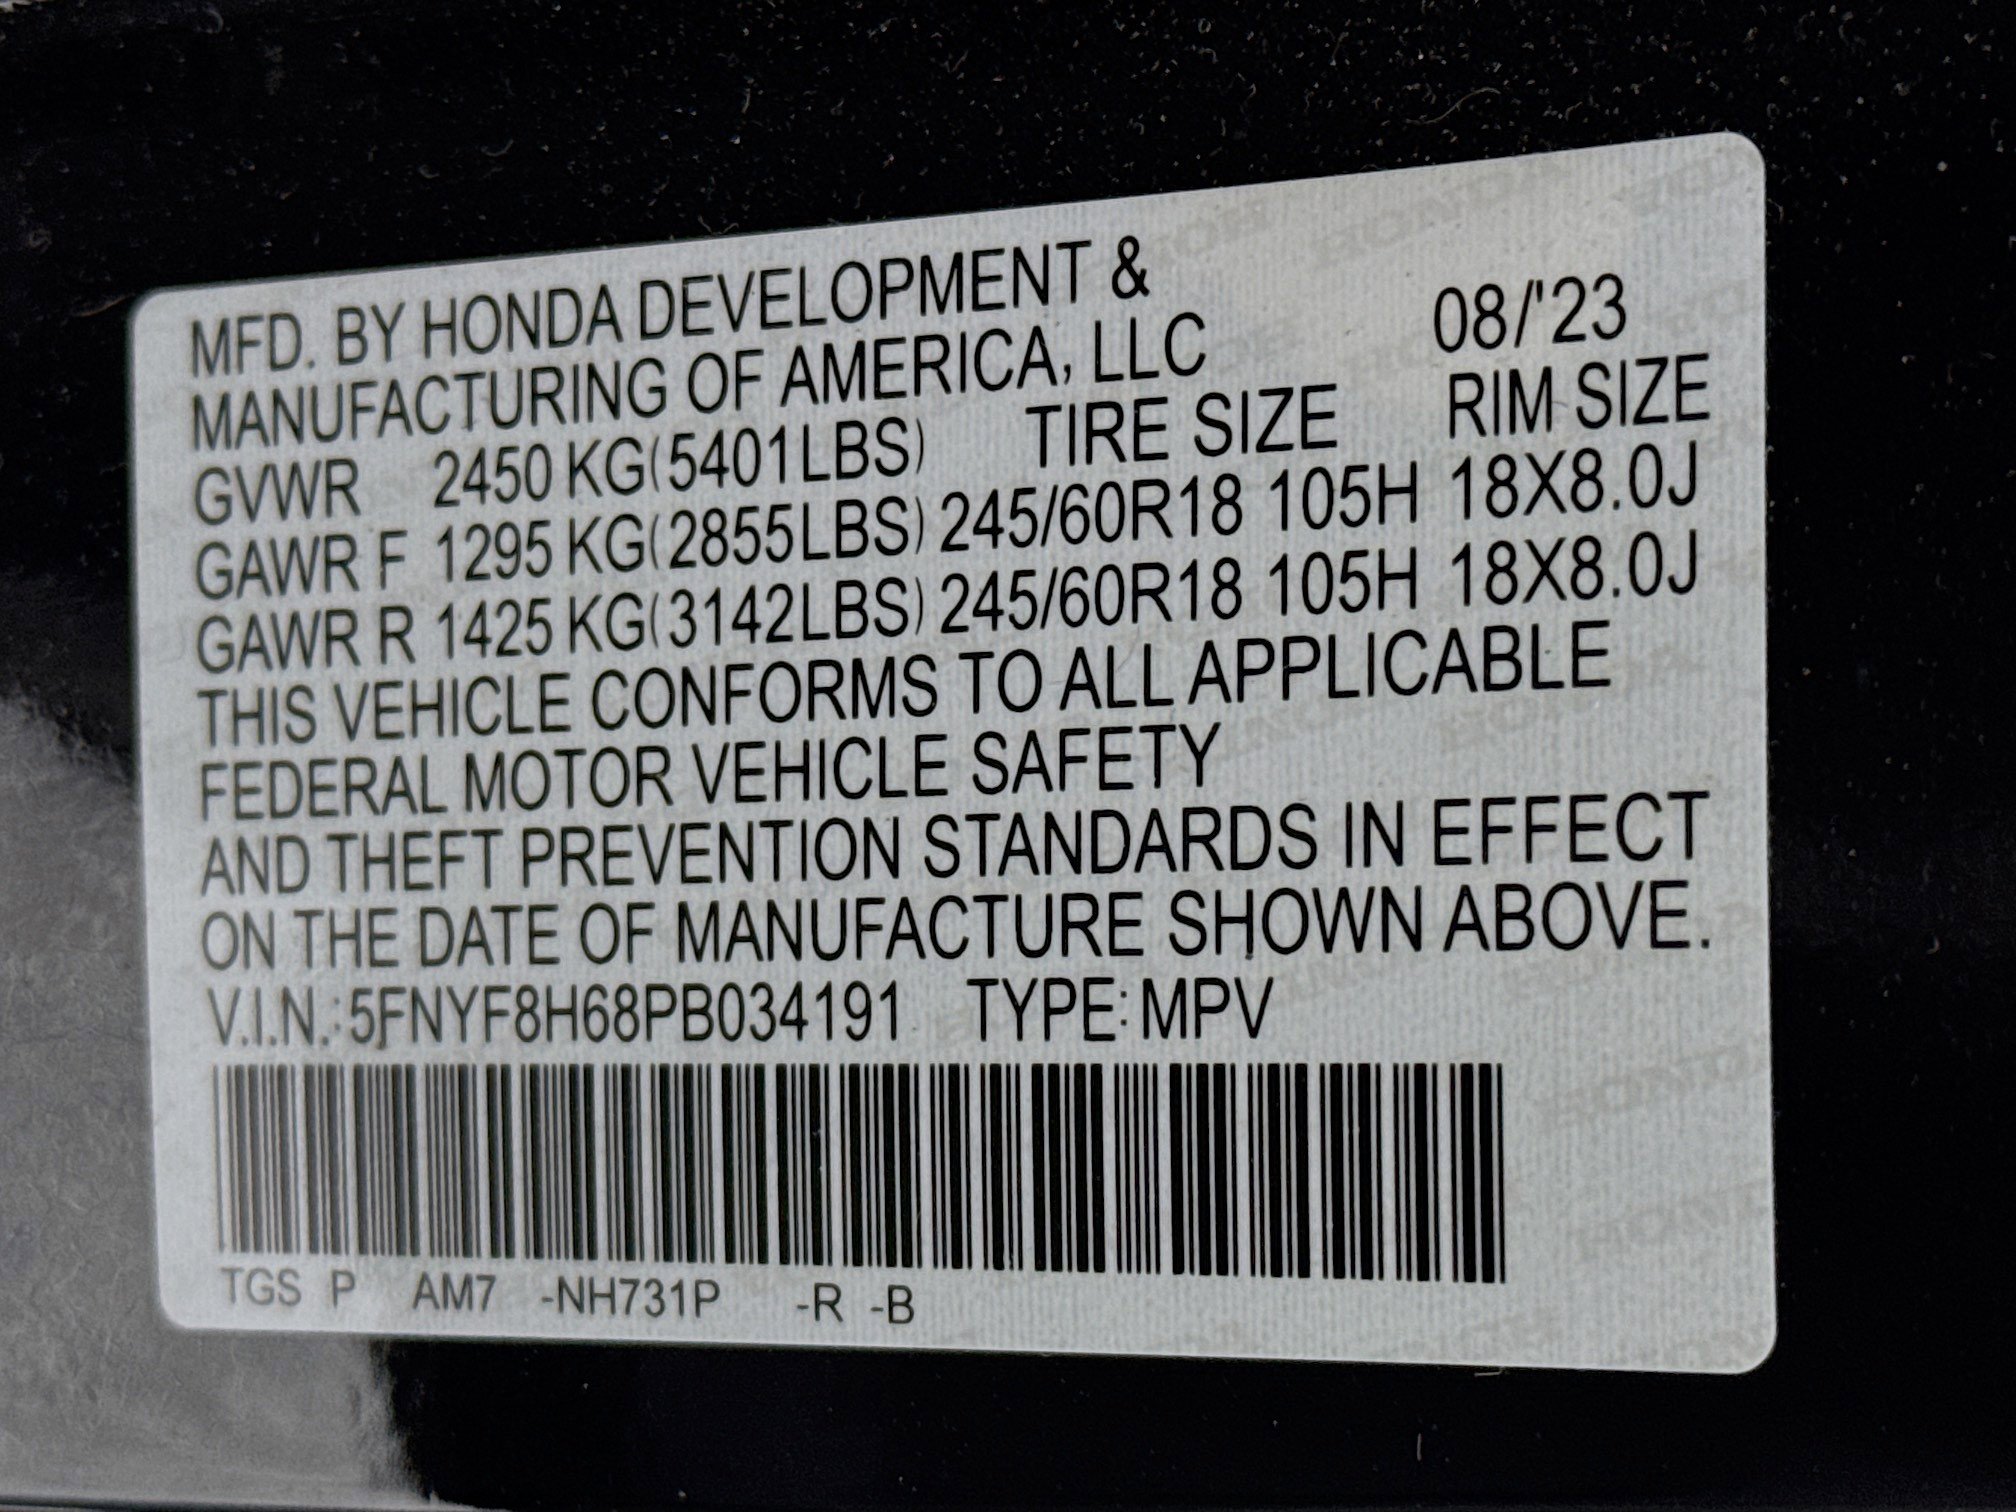 MFD. BY HONDA DEVELOPMENT &
MANUFACTURING OF AMERICA, LLC 08/'23
GVWR 2450 KG(5401LBS) TIRE SIZE RIM SIZE
GAWR F 1295 KG(2855LBS) 245/60R18 105H 18X8.0J
GAWR R 1425 KG(3142LBS) 245/60R18 105H 18X8.0J
THIS VEHICLE CONFORMS TO ALL APPLICABLE
FEDERAL MOTOR VEHICLE SAFETY
AND THEFT PREVENTION STANDARDS IN EFFECT
ON THE DATE OF MANUFACTURE SHOWN ABOVE.
V.I.N.: 5FNYF8H68PB034191 TYPE: MPV
TGS P AM7 -NH731P -R -B